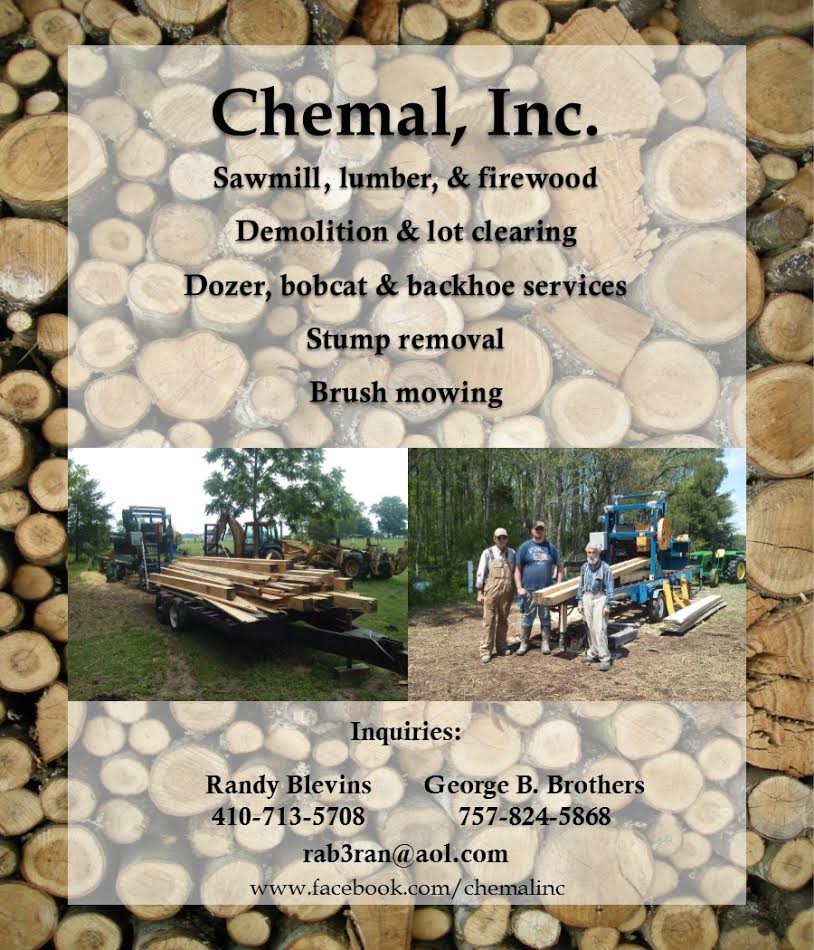 Chemal, Inc.
Sawmill, lumber, & firewood
Demolition & lot clearing
Dozer, bobcat & backhoe services
Stump removal
Brush mowing
Inquiries:
Randy Blevins George B. Brothers
410-713-5708 757-824-5868
rab3ran@aol.com
www.facebook.com/chemalinc